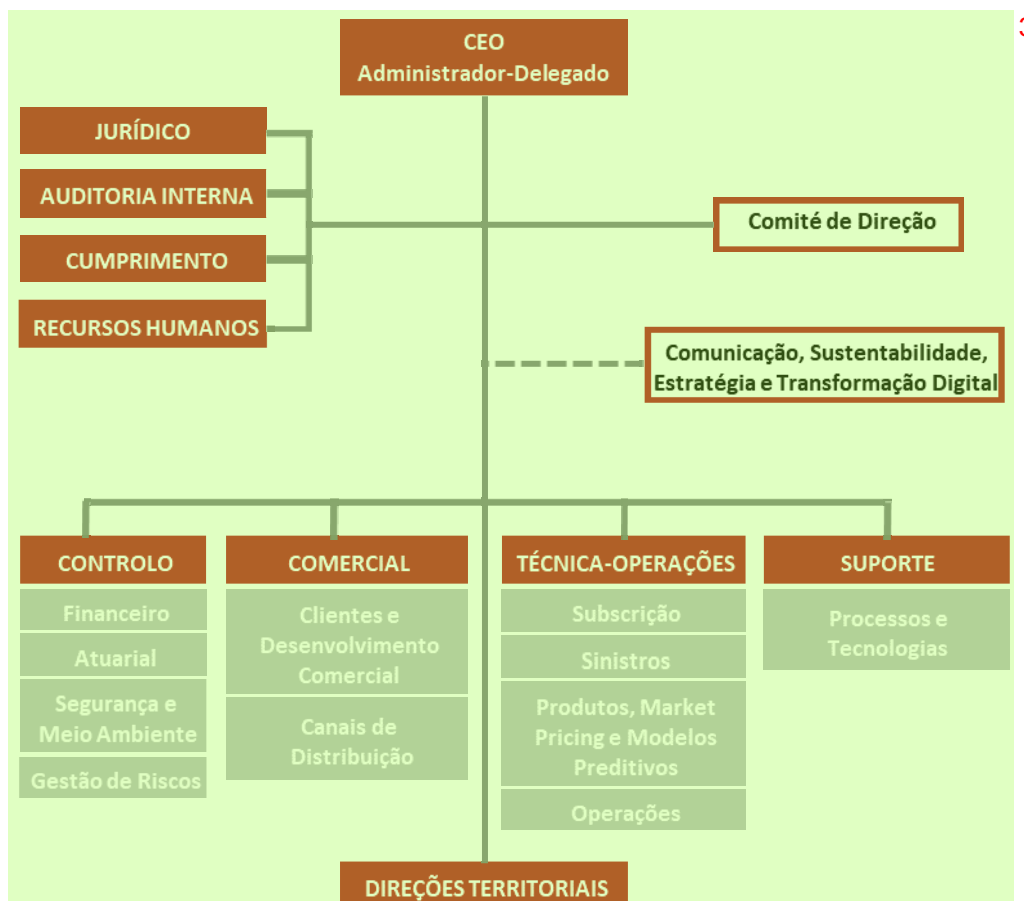 CEO
Administrador-Delegado
JURÍDICO
AUDITORIA INTERNA
CUMPRIMENTO
RECURSOS HUMANOS
Comité de Direção
Comunicação, Sustentabilidade,
Estratégia e Transformação Digital
CONTROLO
Financeiro
Atuarial
Segurança e
Meio Ambiente
Gestão de Riscos
COMERCIAL
Clientes e
Desenvolvimento
Comercial
Canais de
Distribuição
TÉCNICA-OPERAÇÕES
Subscrição
Sinistros
Produtos, Market
Pricing e Modelos
Preditivos
Operações
SUPORTE
Processos e
Tecnologias
DIREÇÕES TERRITORIAIS